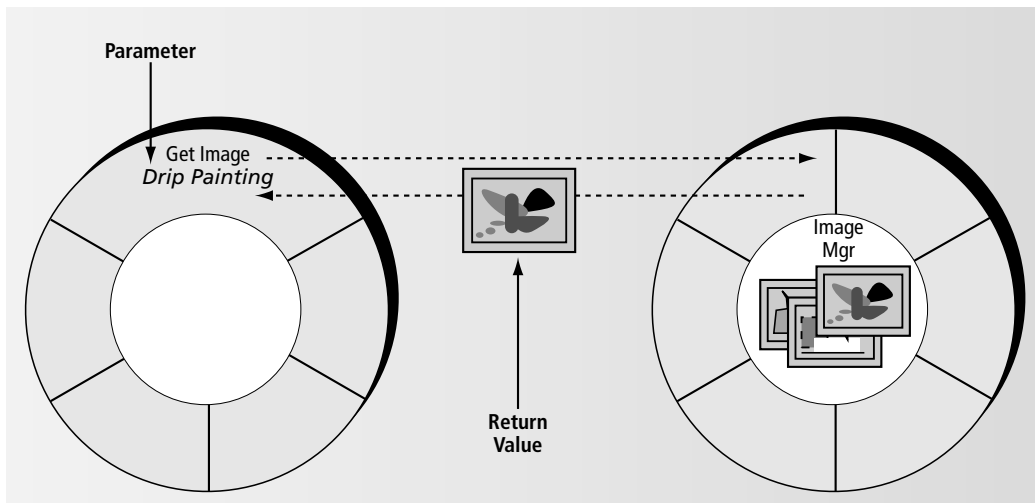 Parameter
Get Image
Drip Painting
Image
Mgr
Return
Value